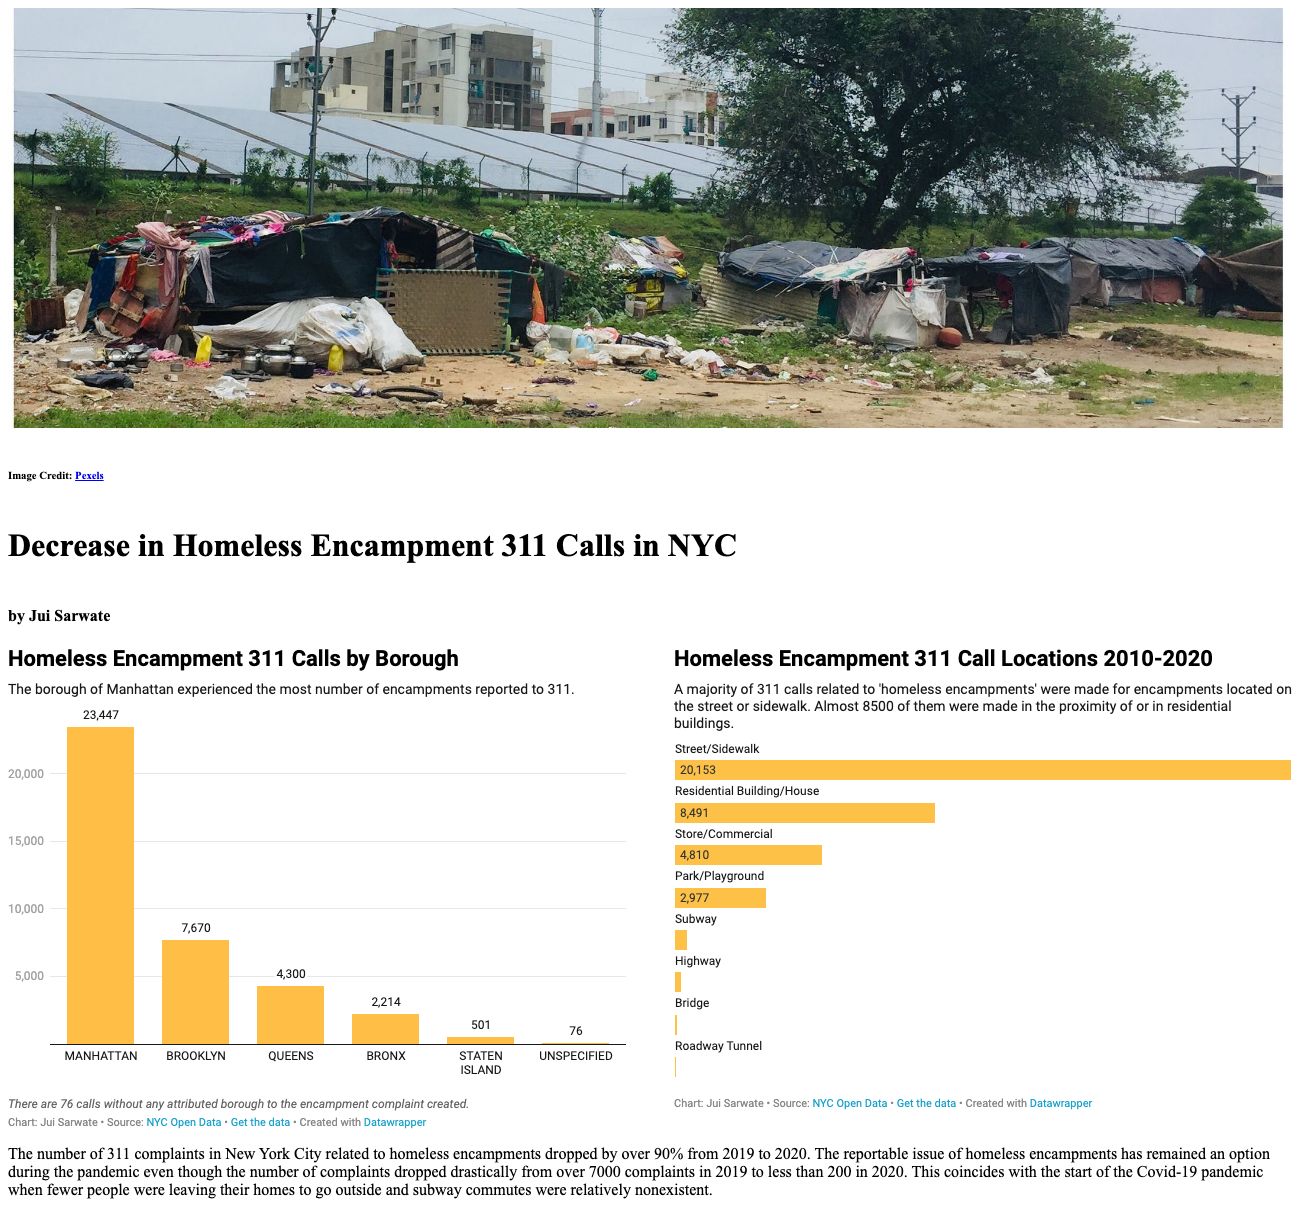 Image Credit: Pexels
Decrease in Homeless Encampment 311 Calls in NYC
by Jui Sarwate
Homeless Encampment 311 Calls by Borough
The borough of Manhattan experienced the most number of encampments reported to 311.
23,447
20,000
15,000
10,000
7,670
5,000
4,300
2,214
501
76
MANHATTAN
BROOKLYN
QUEENS
BRONX
STATEN
ISLAND
UNSPECIFIED
There are 76 calls without any attributed borough to the encampment complaint created.
Chart: Jui Sarwate • Source: NYC Open Data • Get the data • Created with Datawrapper
Homeless Encampment 311 Call Locations 2010-2020
A majority of 311 calls related to 'homeless encampments' were made for encampments located on
the street or sidewalk. Almost 8500 of them were made in the proximity of or in residential
buildings.
Street/Sidewalk
20,153
Residential Building/House
8,491
Store/Commercial
4,810
Park/Playground
2,977
Subway
Highway
Bridge
Roadway Tunnel
Chart: Jui Sarwate • Source: NYC Open Data • Get the data • Created with Datawrapper
The number of 311 complaints in New York City related to homeless encampments dropped by over 90% from 2019 to 2020. The reportable issue of homeless encampments has remained an option
during the pandemic even though the number of complaints dropped drastically from over 7000 complaints in 2019 to less than 200 in 2020. This coincides with the start of the Covid-19 pandemic
when fewer people were leaving their homes to go outside and subway commutes were relatively nonexistent.